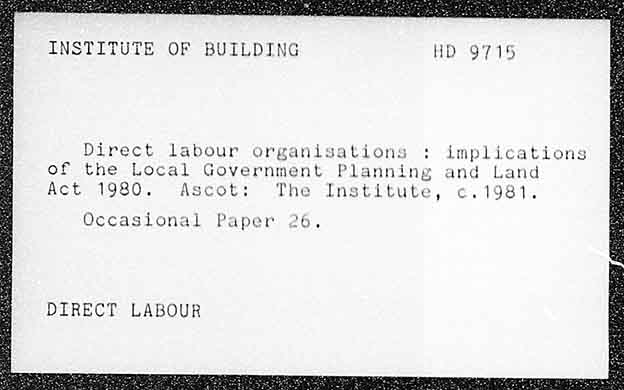 INSTITUTE OF BUILDING HD 9715
Direct labour organisations : implications
of the Local Government Planning and Land
Act 1980. Ascot: The Institute, c.1981.
Occasional Paper 26.
DIRECT LABOUR